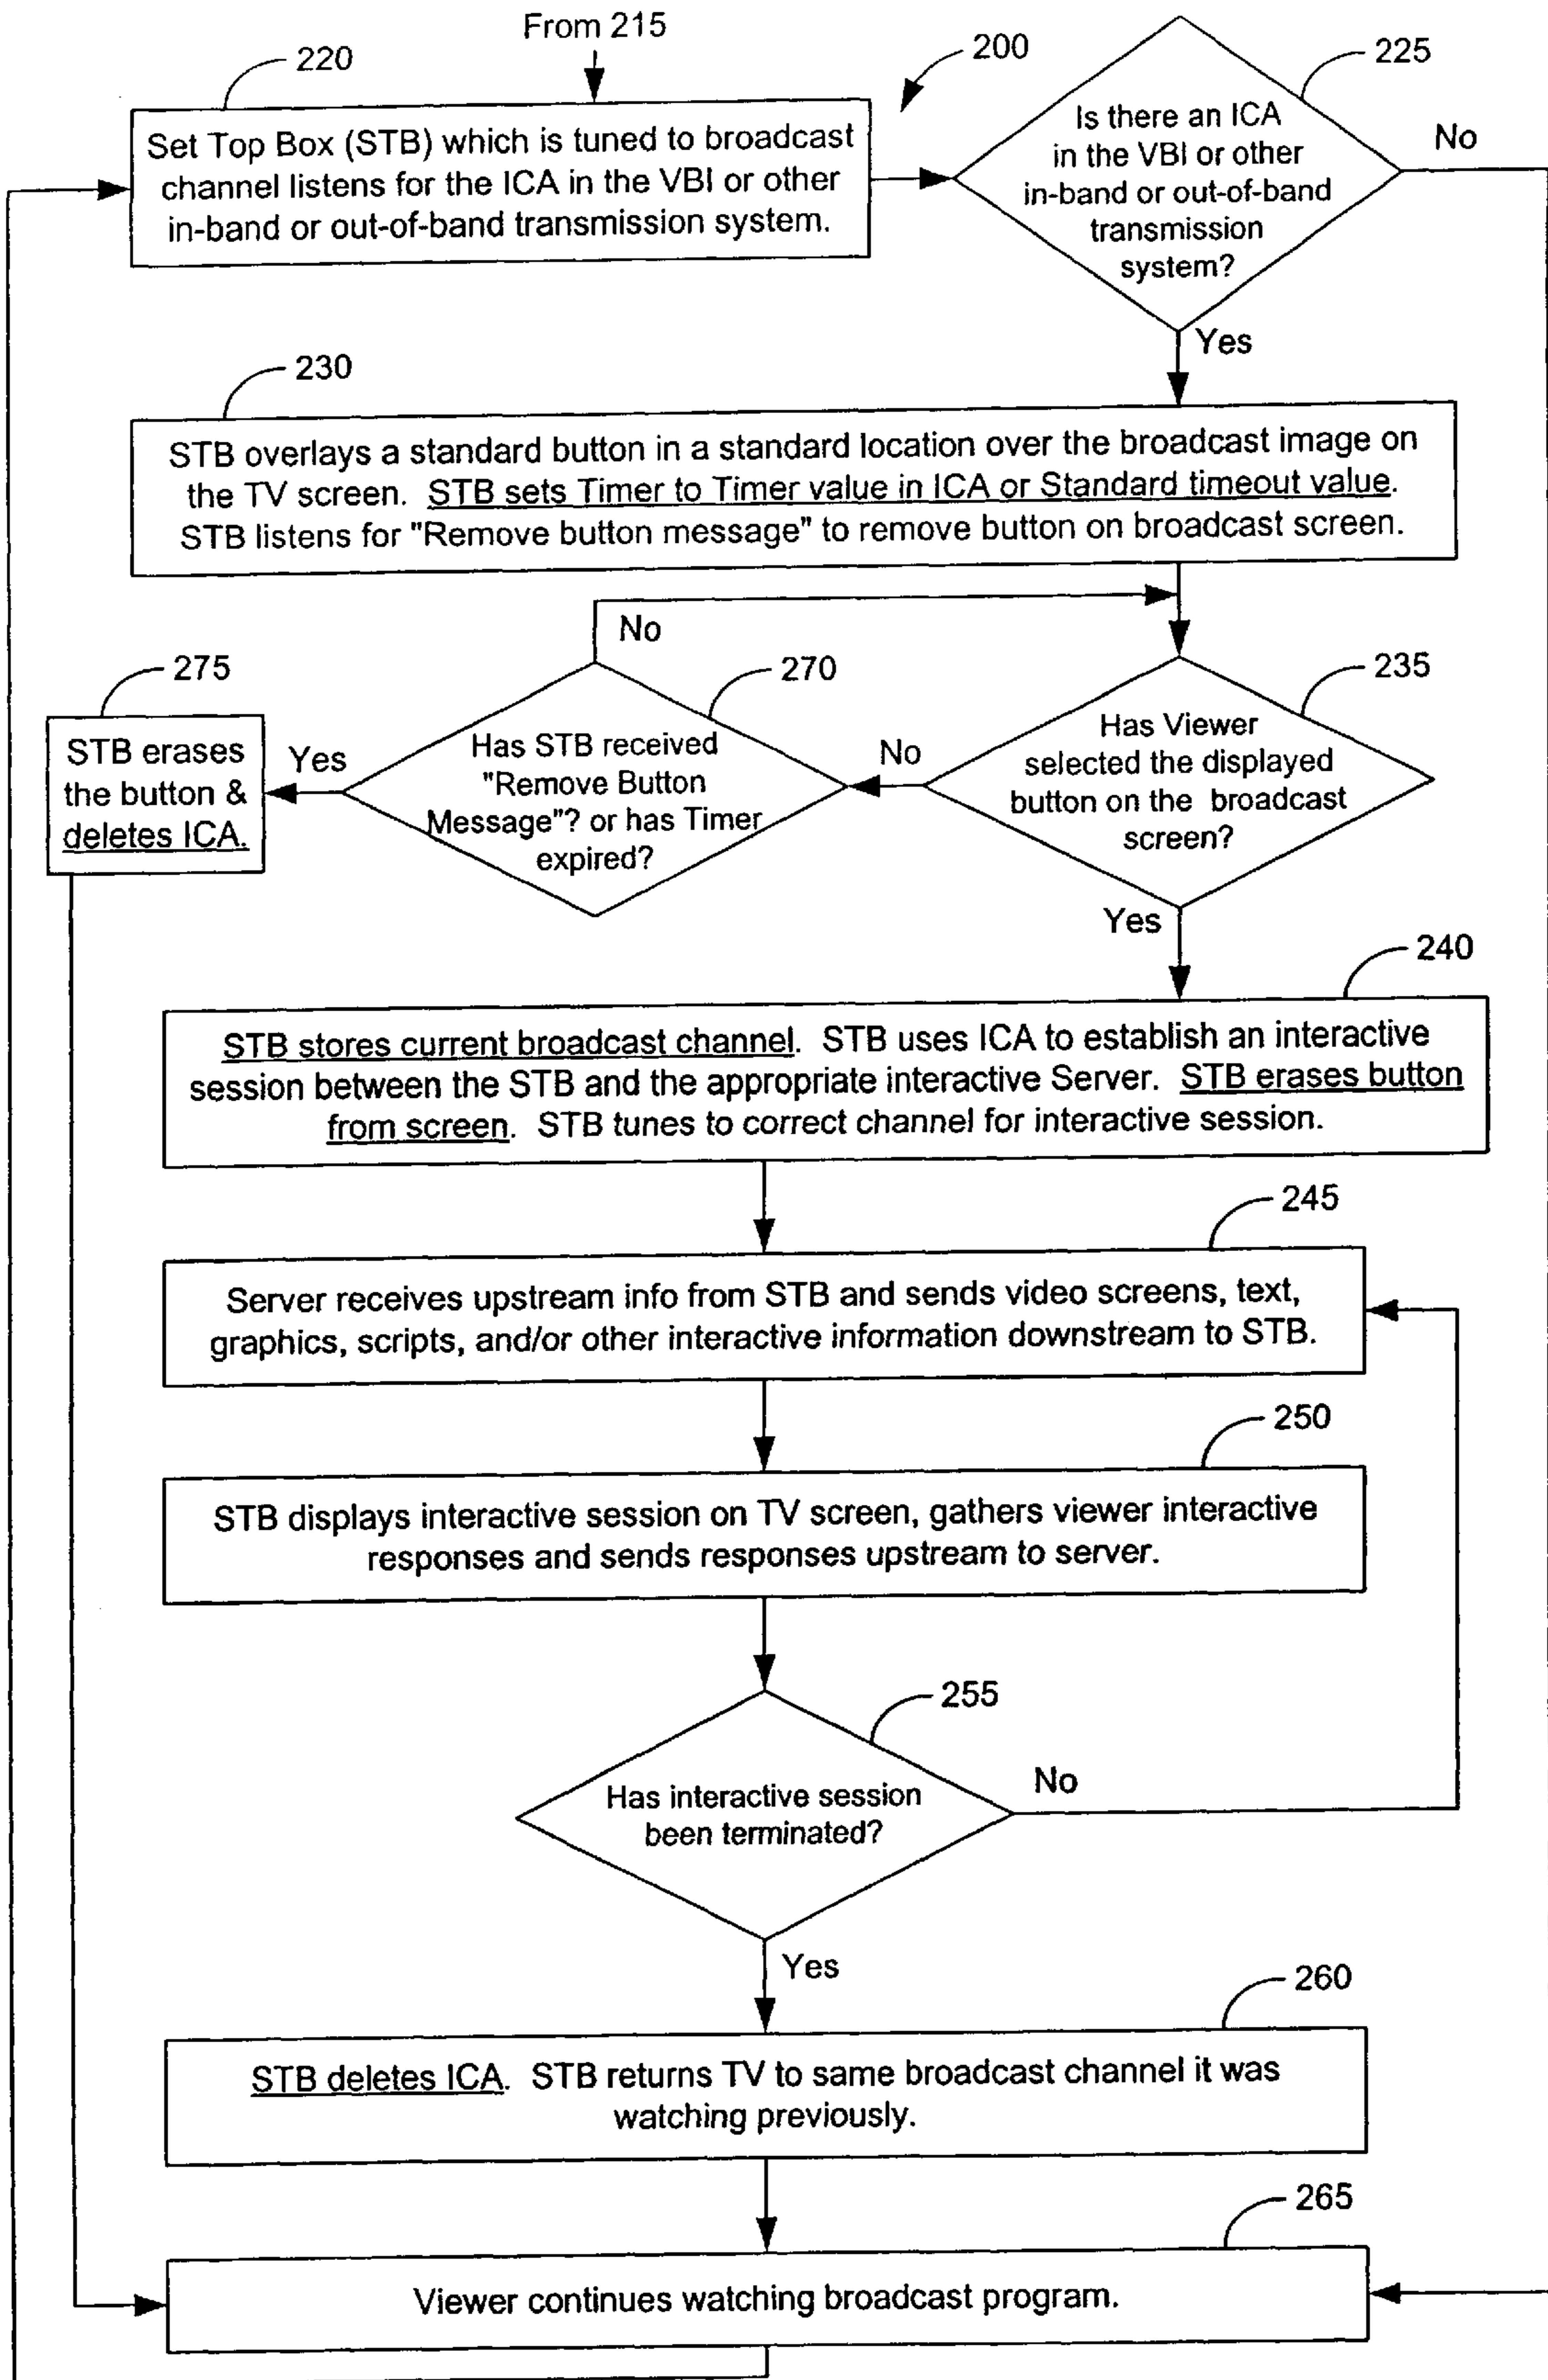 From 215
220
200
225
Set Top Box (STB) which is tuned to broadcast
channel listens for the ICA in the VBI or other
in-band or out-of-band transmission system.
Is there an ICA
in the VBI or other
in-band or out-of-band
transmission
system?
No
Yes
230
STB overlays a standard button in a standard location over the broadcast image on
the TV screen. STB sets Timer to Timer value in ICA or Standard timeout value.
STB listens for "Remove button message" to remove button on broadcast screen.
No
275
270
235
STB erases
the button &
deletes ICA.
Yes
Has STB received
"Remove Button
Message"? or has Timer
expired?
No
Has Viewer
selected the displayed
button on the broadcast
screen?
Yes
240
STB stores current broadcast channel. STB uses ICA to establish an interactive
session between the STB and the appropriate interactive Server. STB erases button
from screen. STB tunes to correct channel for interactive session.
245
Server receives upstream info from STB and sends video screens, text,
graphics, scripts, and/or other interactive information downstream to STB.
250
STB displays interactive session on TV screen, gathers viewer interactive
responses and sends responses upstream to server.
255
Has interactive session
been terminated?
No
Yes
260
STB deletes ICA. STB returns TV to same broadcast channel it was
watching previously.
265
Viewer continues watching broadcast program.